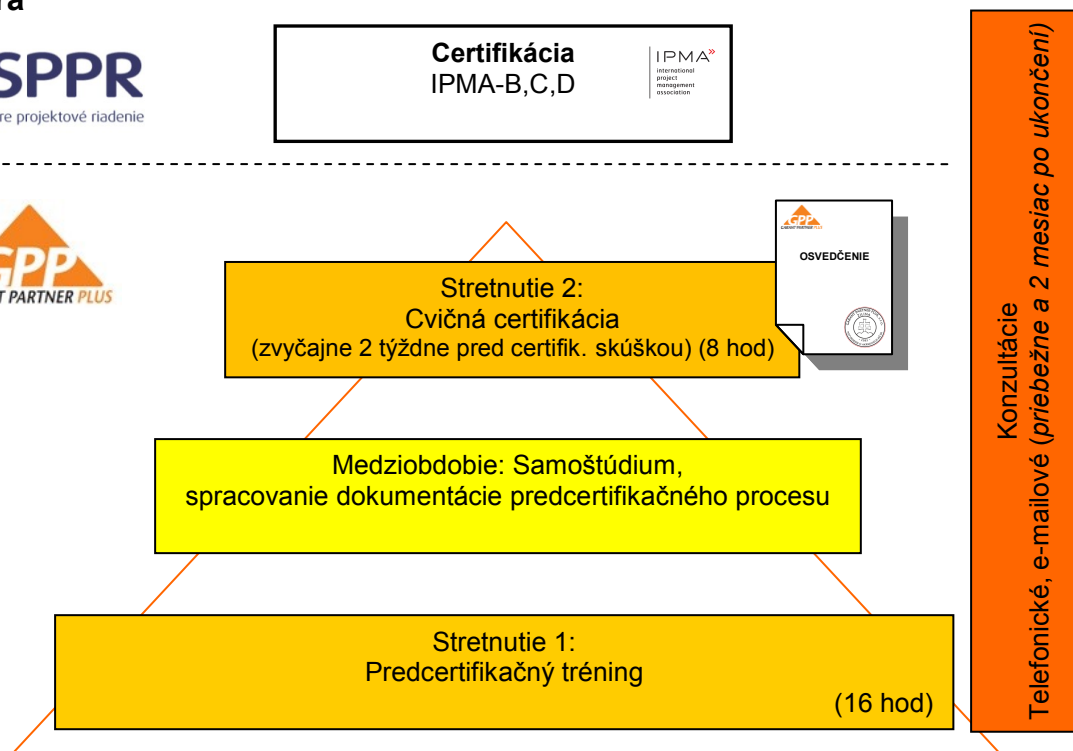 ra
SPPR
re projektové riadenie
Certifikácia
IPMA-B,C,D
IPMA»
international
project
management
association
GPP
T PARTNER PLUS
GPP
OSVEDČENIE
Stretnutie 2:
Cvičná certifikácia
(zvyčajne 2 týždne pred certifik. skúškou) (8 hod)
Medziobdobie: Samoštúdium,
spracovanie dokumentácie predcertifikačného procesu
Stretnutie 1:
Predcertifikačný tréning
(16 hod)
Konzultácie
Telefonické, e-mailové (priebežne a 2 mesiac po ukončení)